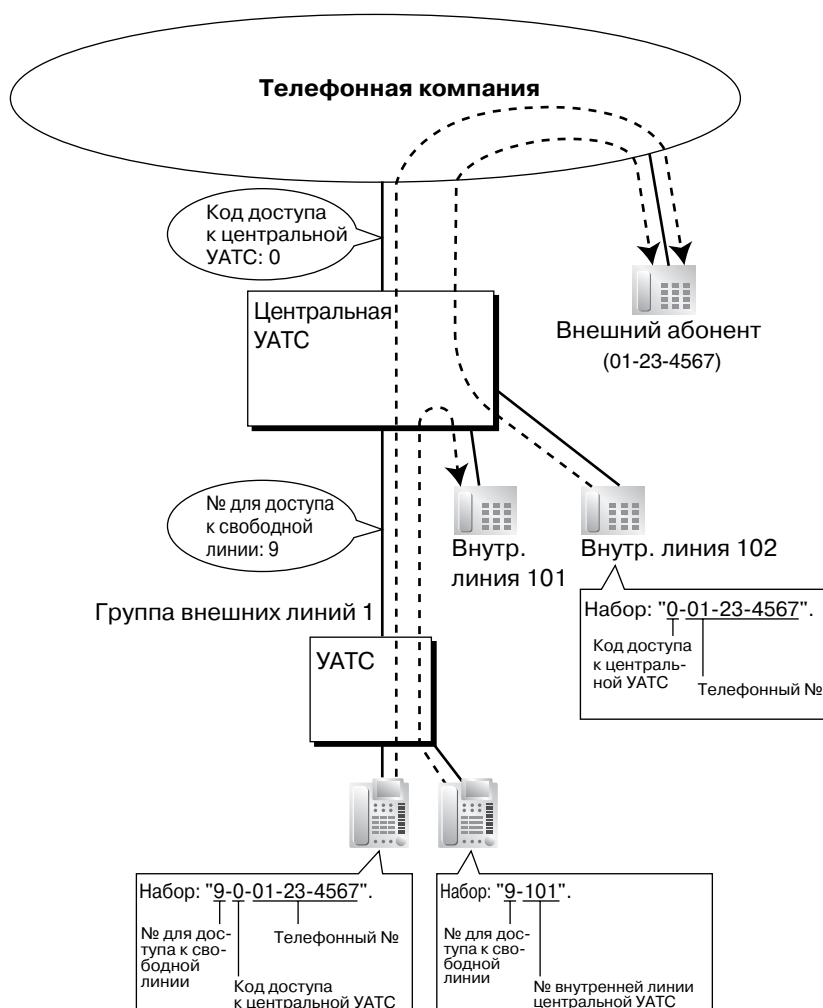 Телефонная компания
Код доступа
к центральной
УАТС: 0
Центральная
УАТС
Внешний абонент
(01-23-4567)
№ для доступа
к свободной
линии: 9
Внутр.
линия 101
Внутр. линия 102
Набор: "0-01-23-4567".
Код доступа
к централь-
ной УАТС
Телефонный №
Группа внешних линий 1
УАТС
Набор: "9-0-01-23-4567".
№ для дос-
тупа к сво-
бодной
линии
Телефонный №
Код доступа
к центральной УАТС
Набор: "9-101".
№ для дос-
тупа к сво-
бодной
линии
№ внутренней линии
центральной УАТС